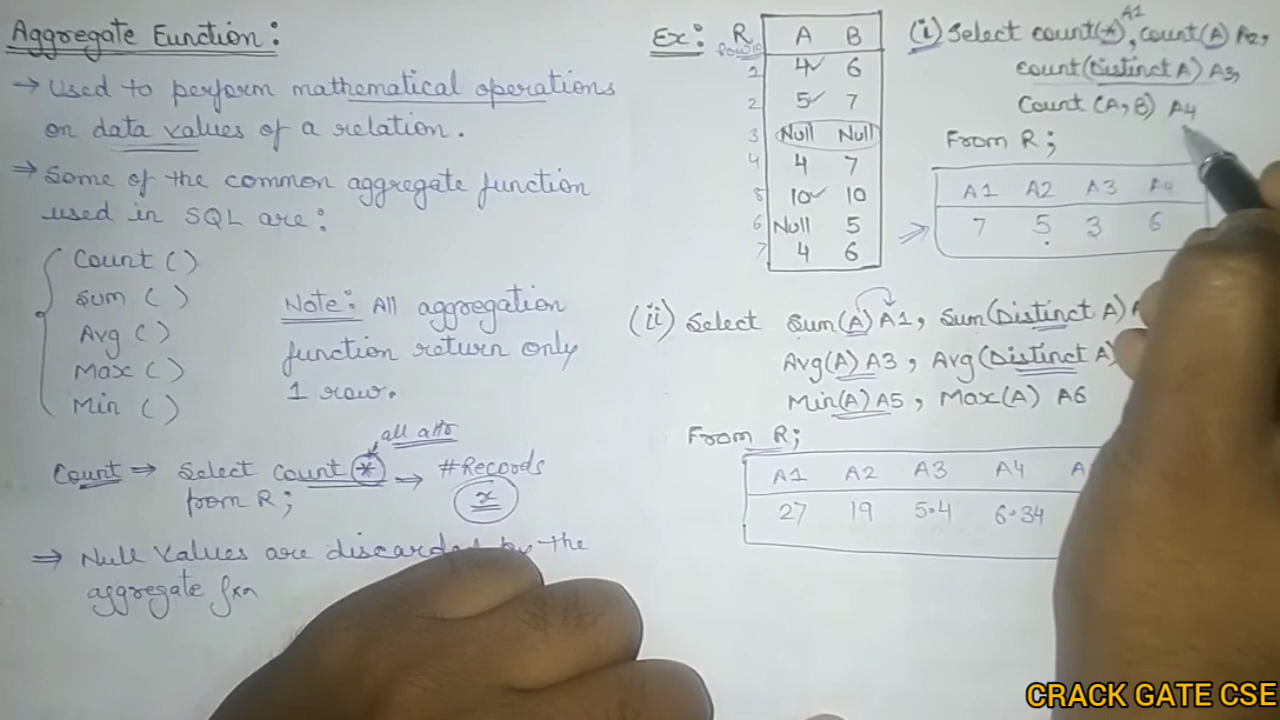 Aggregate Function :
→ Used to perform mathematical operations
on data values of a relation.
⇒ Some of the common aggregate function
used in SQL are :
Count ( )
Sum ( )
Avg ( )
Max ( )
Min ( )
Note : All aggregation
function return only
1 row.
all attr
Count ⇒ Select Count * → #Records
from R ;
x
⇒ Null values are discarded by the
aggregate fxn
Ex : R
Row id
A B
1 4 6
2 5 7
3 Null Null
4 4 7
5 10 10
6 Null 5
7 4 6
(i) Select count(*) A1, count(A) A2,
count(Distinct A) A3,
Count (A,B) A4
From R ;
A1 A2 A3 A4
7 5 3 6
(ii) Select Sum(A) A1, Sum(Distinct A)
Avg(A) A3, Avg(Distinct A)
Min(A) A5, Max(A) A6
From R ;
A1 A2 A3 A4
27 19 5.4 6.34
CRACK GATE CSE